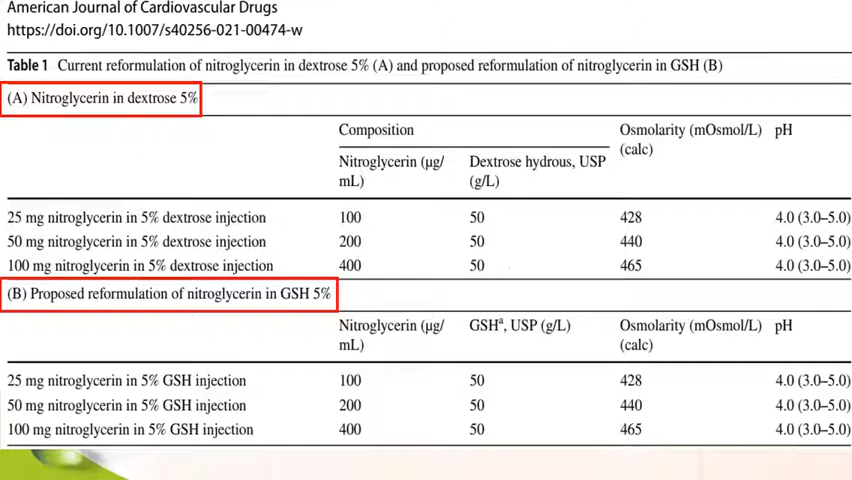 American Journal of Cardiovascular Drugs
https://doi.org/10.1007/s40256-021-00474-w
Table 1 Current reformulation of nitroglycerin in dextrose 5% (A) and proposed reformulation of nitroglycerin in GSH (B)
(A) Nitroglycerin in dextrose 5%
Composition Osmolarity (mOsmol/L) pH
(calc)
Nitroglycerin (μg/ Dextrose hydrous, USP
mL) (g/L)
25 mg nitroglycerin in 5% dextrose injection 100 50 428 4.0 (3.0–5.0)
50 mg nitroglycerin in 5% dextrose injection 200 50 440 4.0 (3.0–5.0)
100 mg nitroglycerin in 5% dextrose injection 400 50 465 4.0 (3.0–5.0)
(B) Proposed reformulation of nitroglycerin in GSH 5%
Nitroglycerin (μg/ GSHª, USP (g/L) Osmolarity (mOsmol/L) pH
mL) (calc)
25 mg nitroglycerin in 5% GSH injection 100 50 428 4.0 (3.0–5.0)
50 mg nitroglycerin in 5% GSH injection 200 50 440 4.0 (3.0–5.0)
100 mg nitroglycerin in 5% GSH injection 400 50 465 4.0 (3.0–5.0)